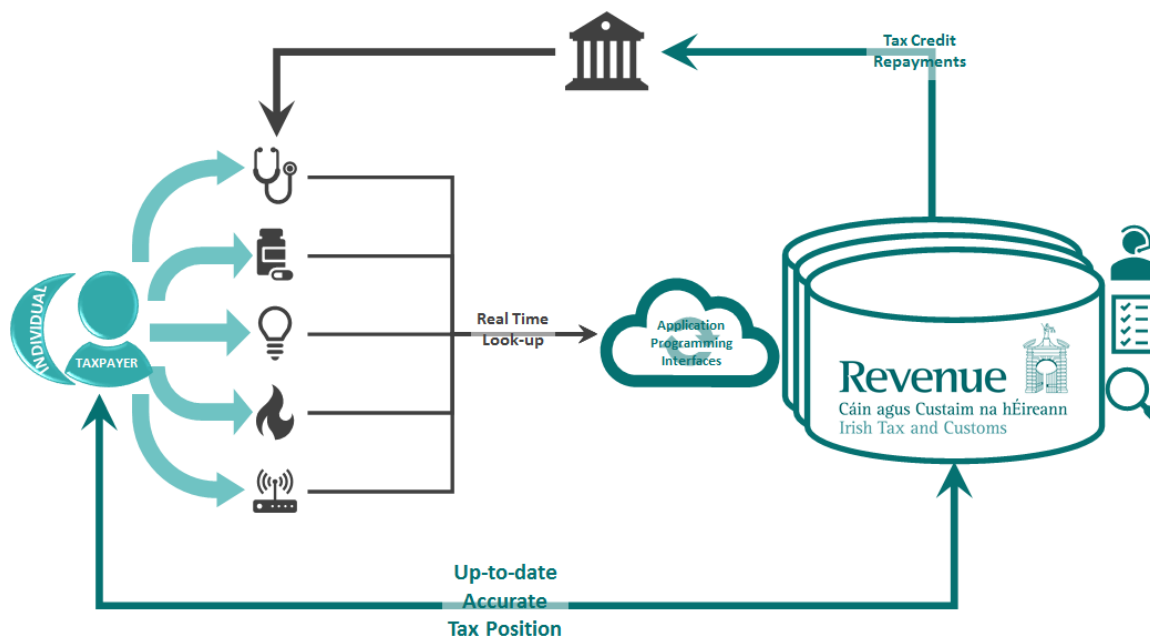 Tax Credit
Repayments
INDIVIDUAL
TAXPAYER
Real Time
Look-up
Application
Programming
Interfaces
Revenue
Cáin agus Custaim na hÉireann
Irish Tax and Customs
Up-to-date
Accurate
Tax Position